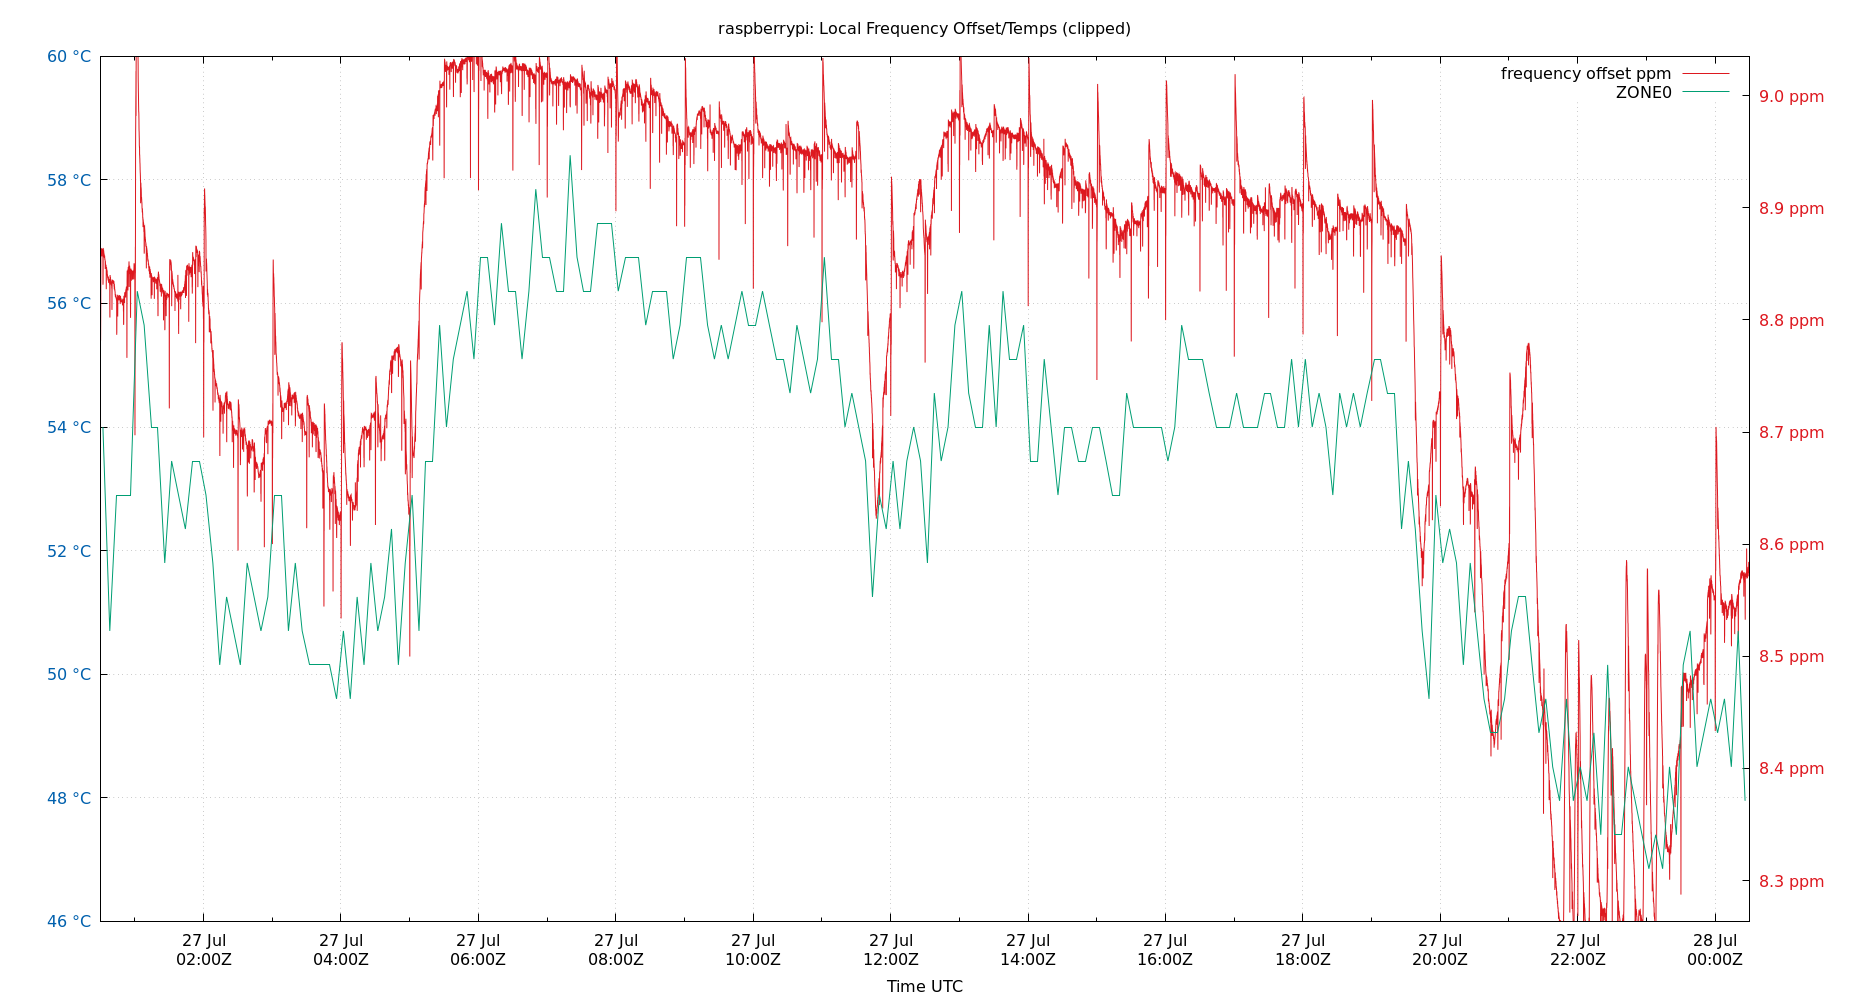 raspberrypi: Local Frequency Offset/Temps (clipped)
frequency offset ppm
ZONE0
60 °C
58 °C
56 °C
54 °C
52 °C
50 °C
48 °C
46 °C
9.0 ppm
8.9 ppm
8.8 ppm
8.7 ppm
8.6 ppm
8.5 ppm
8.4 ppm
8.3 ppm
27 Jul 27 Jul 27 Jul 27 Jul 27 Jul 27 Jul 27 Jul 27 Jul 27 Jul 27 Jul 27 Jul 28 Jul
02:00Z 04:00Z 06:00Z 08:00Z 10:00Z 12:00Z 14:00Z 16:00Z 18:00Z 20:00Z 22:00Z 00:00Z
Time UTC